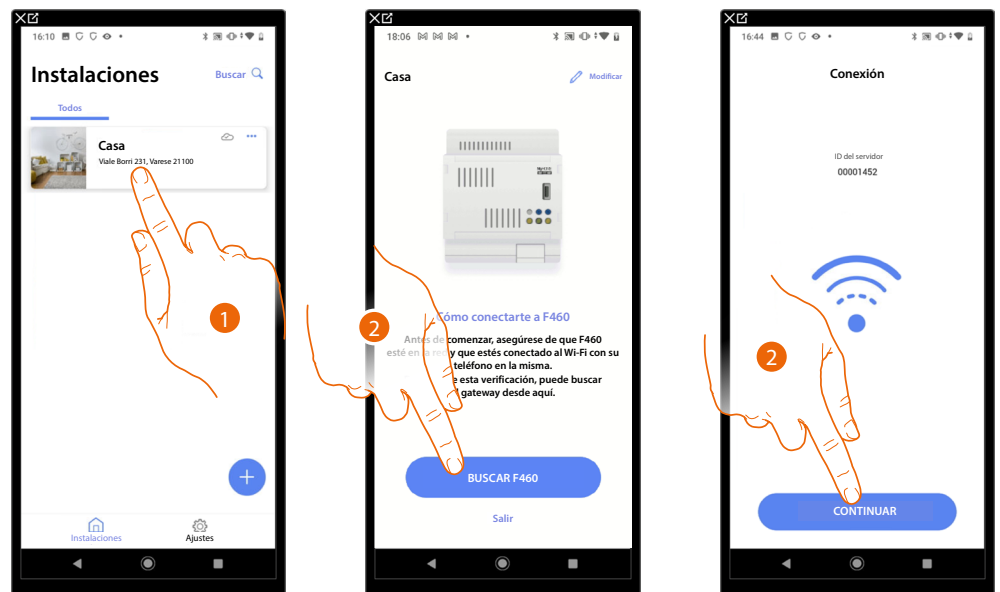 16:10
Instalaciones
Buscar
Todos
Casa
Viale Borri 231, Varese 21100
1
Instalaciones
Ajustes
18:06
Casa
Modificar
2
Cómo conectarte a F460
Antes de comenzar, asegúrese de que F460
esté en la red y que estés conectado al Wi-Fi con su
teléfono en la misma.
e esta verificación, puede buscar
gateway desde aquí.
BUSCAR F460
Salir
16:44
Conexión
ID del servidor
00001452
2
CONTINUAR